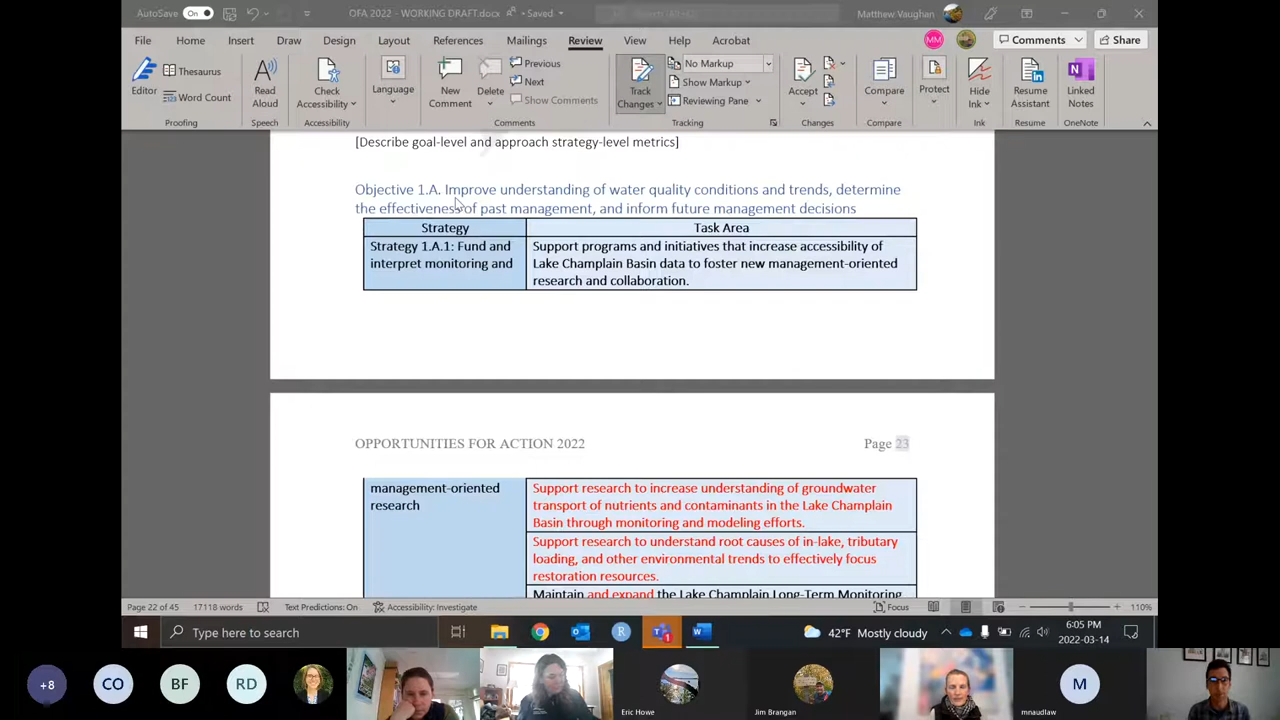 AutoSave On OFA 2022 - WORKING DRAFT.docx Saved Matthew Vaughan
File Home Insert Draw Design Layout References Mailings Review View Help Acrobat MM Comments Share
Editor
Thesaurus
Word Count
Proofing
Read Aloud
Speech
Check Accessibility
Accessibility
Language
New Comment
Delete
Previous
Next
Show Comments
Comments
Track Changes
No Markup
Show Markup
Reviewing Pane
Tracking
Accept
Changes
Compare
Compare
Protect
Hide Ink
Ink
Resume Assistant
Resume
Linked Notes
OneNote
[Describe goal-level and approach strategy-level metrics]
Objective 1.A. Improve understanding of water quality conditions and trends, determine
the effectiveness of past management, and inform future management decisions
Strategy Task Area
Strategy 1.A.1: Fund and
interpret monitoring and
Support programs and initiatives that increase accessibility of
Lake Champlain Basin data to foster new management-oriented
research and collaboration.
OPPORTUNITIES FOR ACTION 2022 Page 23
management-oriented
research
Support research to increase understanding of groundwater
transport of nutrients and contaminants in the Lake Champlain
Basin through monitoring and modeling efforts.
Support research to understand root causes of in-lake, tributary
loading, and other environmental trends to effectively focus
restoration resources.
Maintain and expand the Lake Champlain Long-Term Monitoring
Page 22 of 45 17118 words Text Predictions: On Accessibility: Investigate Focus 110%
Type here to search 42°F Mostly cloudy 6:05 PM
2022-03-14
+8 CO BF RD M
Eric Howe Jim Brangan mnaudlaw